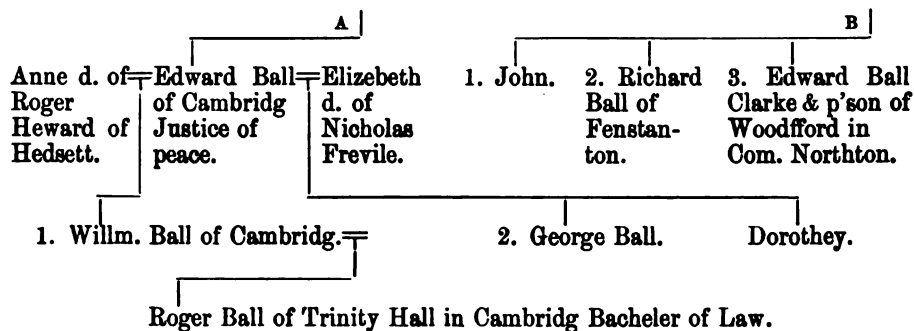 A B
Anne d. of Edward Ball Elizebeth 1. John. 2. Richard 3. Edward Ball
Roger of Cambridg d. of Ball of Clarke & p'son of
Heward of Justice of Nicholas Fenstan- Woodfford in
Hedsett. peace. Frevile. ton. Com. Northton.
1. Willm. Ball of Cambridg. 2. George Ball. Dorothey.
Roger Ball of Trinity Hall in Cambridg Bacheler of Law.